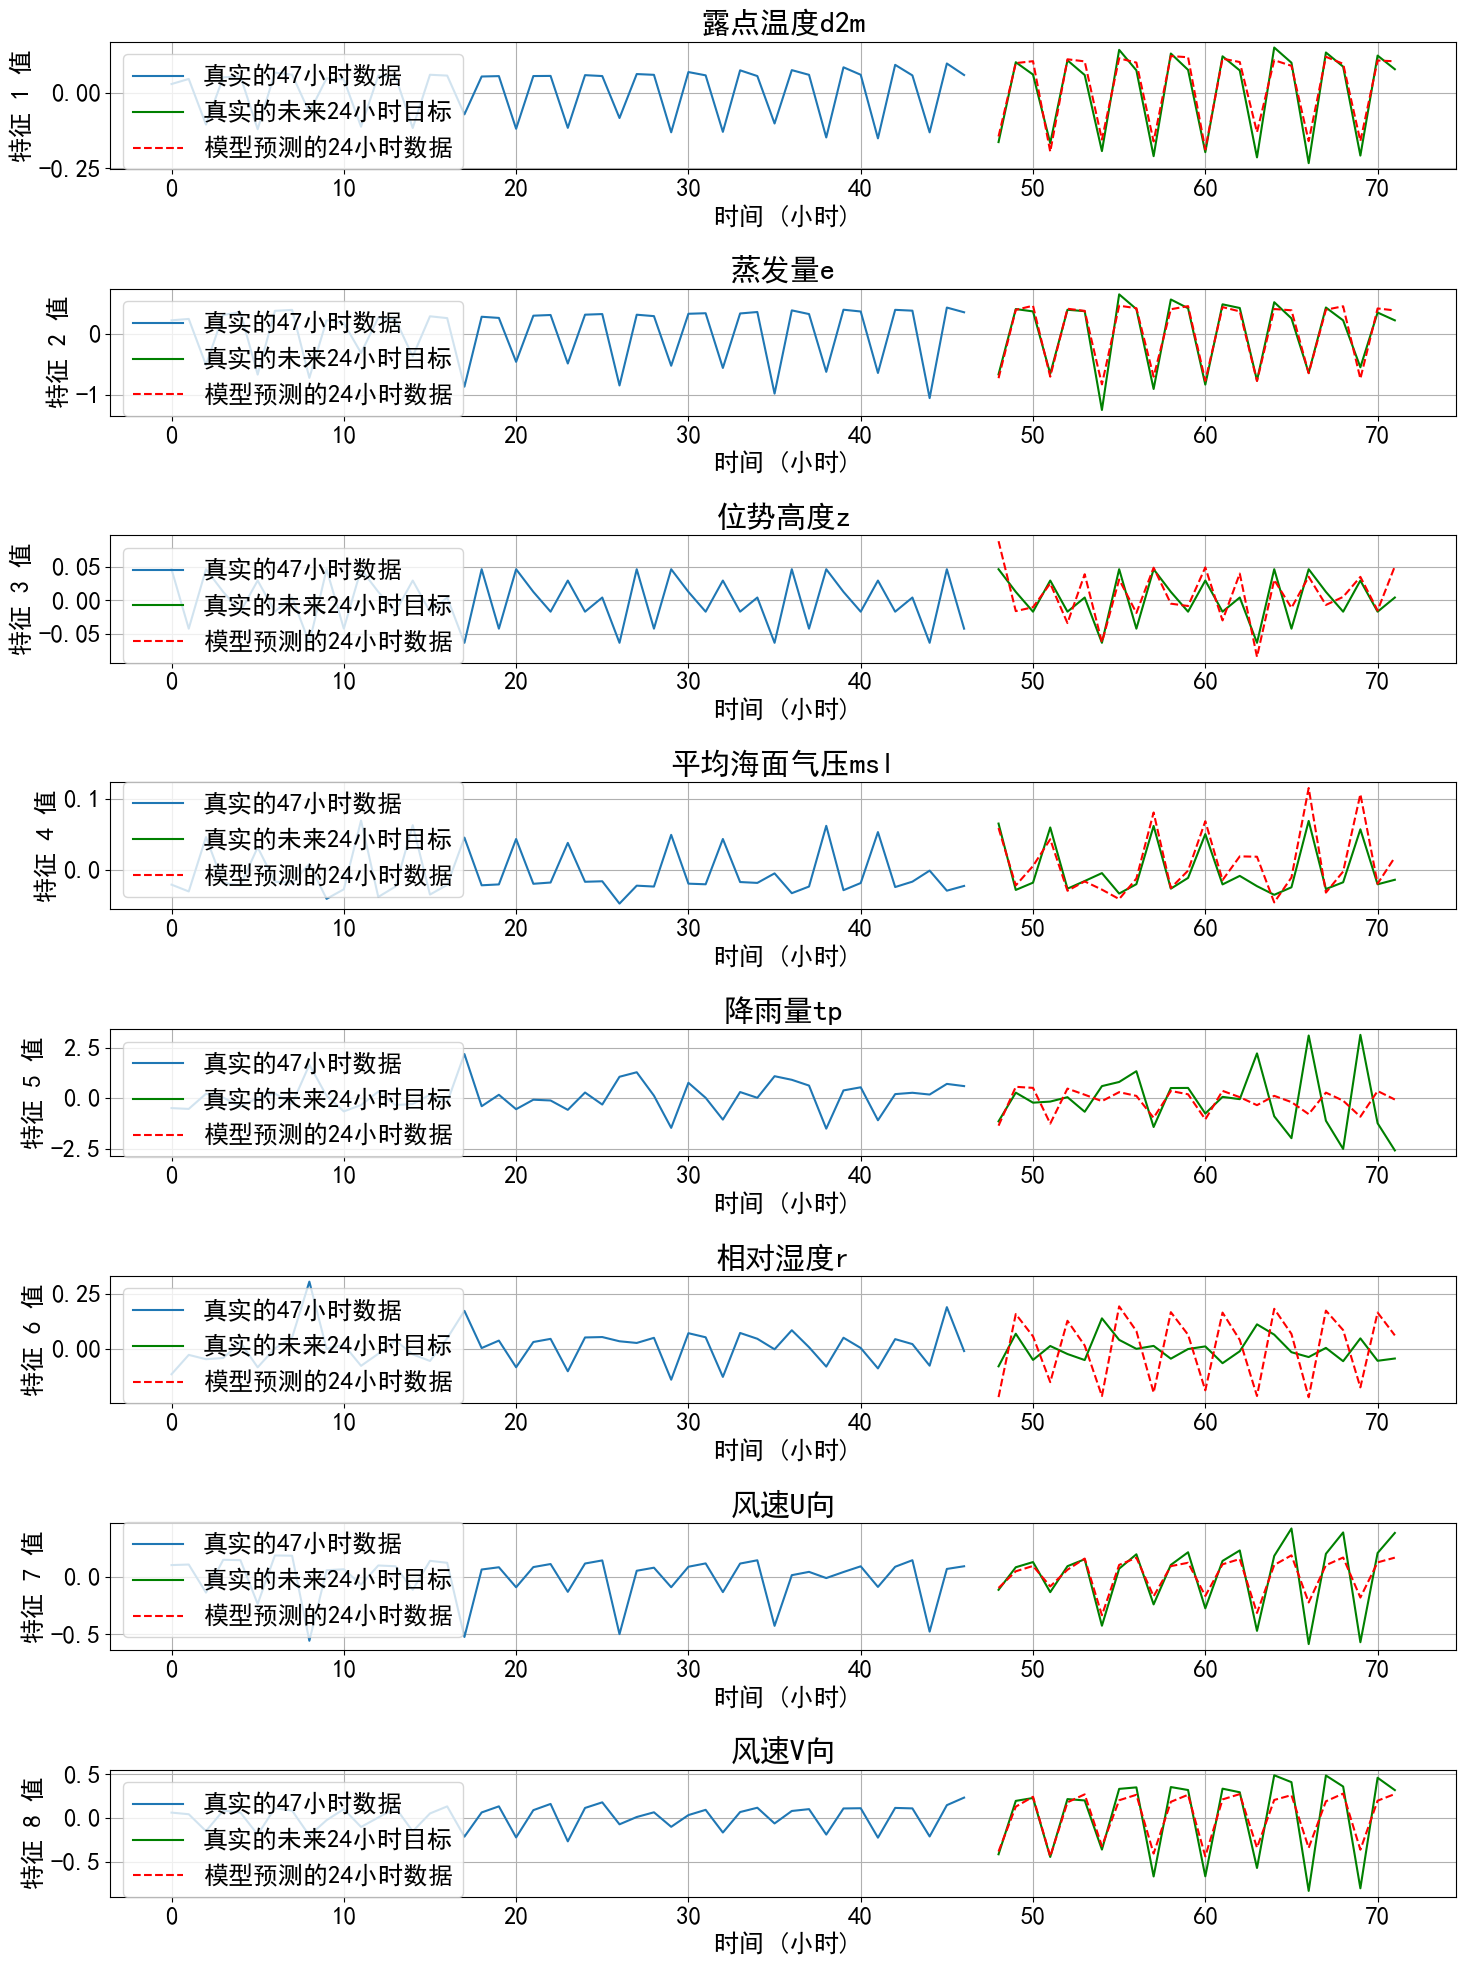 露点温度d2m
特征 1 值
0.00
-0.25
真实的47小时数据
真实的未来24小时目标
模型预测的24小时数据
0 10 20 30 40 50 60 70
时间 (小时)
蒸发量e
特征 2 值
0
-1
真实的47小时数据
真实的未来24小时目标
模型预测的24小时数据
0 10 20 30 40 50 60 70
时间 (小时)
位势高度z
特征 3 值
0.05
0.00
-0.05
真实的47小时数据
真实的未来24小时目标
模型预测的24小时数据
0 10 20 30 40 50 60 70
时间 (小时)
平均海面气压msl
特征 4 值
0.1
0.0
真实的47小时数据
真实的未来24小时目标
模型预测的24小时数据
0 10 20 30 40 50 60 70
时间 (小时)
降雨量tp
特征 5 值
2.5
0.0
-2.5
真实的47小时数据
真实的未来24小时目标
模型预测的24小时数据
0 10 20 30 40 50 60 70
时间 (小时)
相对湿度r
特征 6 值
0.25
0.00
真实的47小时数据
真实的未来24小时目标
模型预测的24小时数据
0 10 20 30 40 50 60 70
时间 (小时)
风速U向
特征 7 值
0.0
-0.5
真实的47小时数据
真实的未来24小时目标
模型预测的24小时数据
0 10 20 30 40 50 60 70
时间 (小时)
风速V向
特征 8 值
0.5
0.0
-0.5
真实的47小时数据
真实的未来24小时目标
模型预测的24小时数据
0 10 20 30 40 50 60 70
时间 (小时)